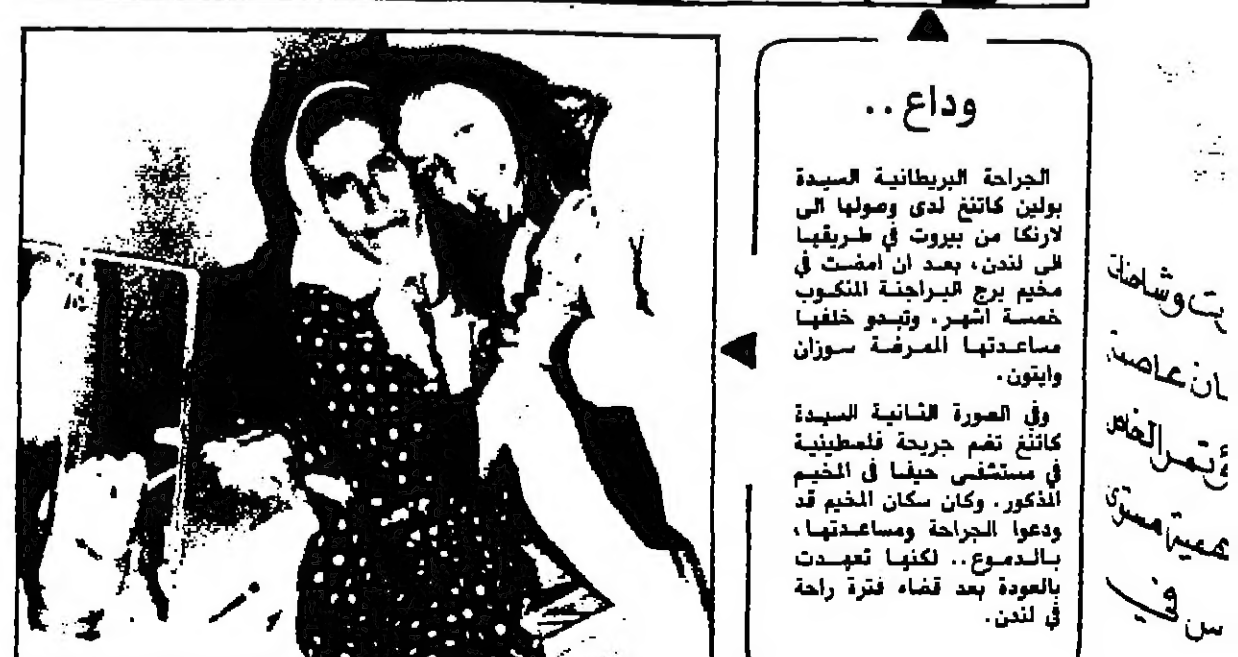 وداع..
الجراحة البريطانية السيدة
بولين كاتنغ لدى وصولها الى
لارنكا من بيروت في طريقها
الى لندن، بعد ان امضت في
مخيم برج البراجنة المنكوب
خمسة اشهر. وتبدو خلفها
مساعدتها الممرضة سوزان
وايتون.
وفي الصورة الثانية السيدة
كاتنغ تضم جريحة فلسطينية
في مستشفى حيفا في المخيم
المذكور. وكان سكان المخيم قد
ودعوا الجراحة ومساعدتها،
بالدموع.. لكنها تعهدت
بالعودة بعد قضاء فترة راحة
في لندن.
مستوى
س في